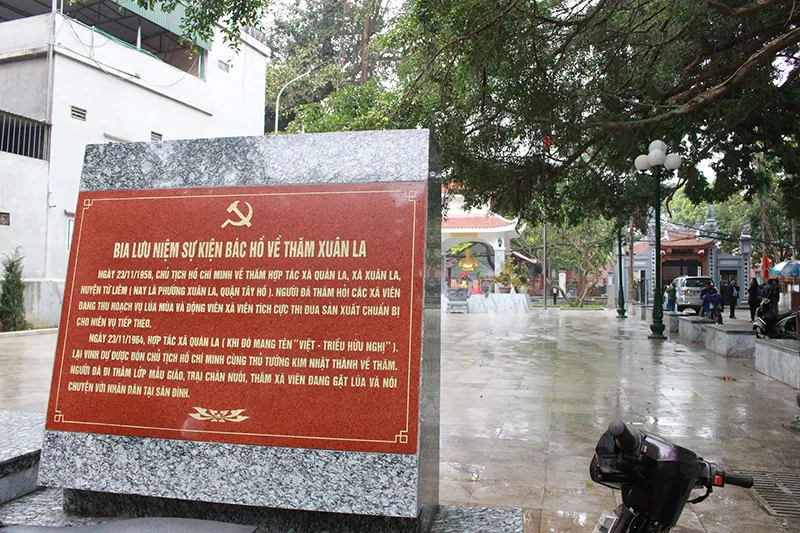 BIA LƯU NIỆM SỰ KIỆN BÁC HỒ VỀ THĂM XUÂN LA
NGÀY 23/11/1958, CHỦ TỊCH HỒ CHÍ MINH VỀ THĂM HỢP TÁC XÃ QUÁN LA, XÃ XUÂN LA,
HUYỆN TỪ LIÊM ( NAY LÀ PHƯỜNG XUÂN LA, QUẬN TÂY HỒ ). NGƯỜI ĐÃ THĂM HỎI CÁC XÃ VIÊN
ĐANG THU HOẠCH VỤ LÚA MÙA VÀ ĐỘNG VIÊN XÃ VIÊN TÍCH CỰC THI ĐUA SẢN XUẤT CHUẨN BỊ
CHO NHIỆN VỤ TIẾP THEO.
NGÀY 23/11/1964, HỢP TÁC XÃ QUÁN LA ( KHI ĐÓ MANG TÊN "VIỆT - TRIỀU HỮU NGHỊ" ).
LẠI VINH DỰ ĐƯỢC ĐÓN CHỦ TỊCH HỒ CHÍ MINH CÙNG THỦ TƯỚNG KIM NHẬT THÀNH VỀ THĂM.
NGƯỜI ĐÃ ĐI THĂM LỚP MẪU GIÁO, TRẠI CHĂN NUÔI, THĂM XÃ VIÊN ĐANG GẶT LÚA VÀ NÓI
CHUYỆN VỚI NHÂN DÂN TẠI SÂN ĐÌNH.